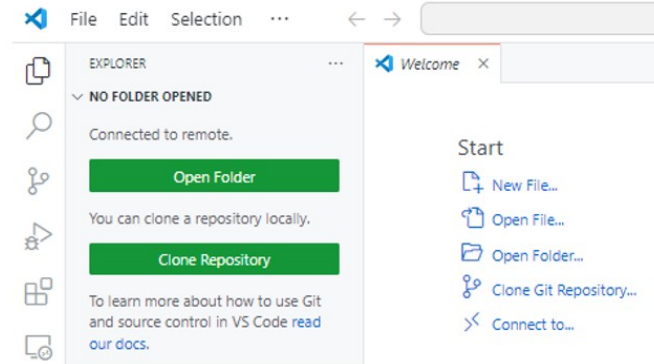 File Edit Selection ···
EXPLORER ···
NO FOLDER OPENED
Connected to remote.
Open Folder
You can clone a repository locally.
Clone Repository
To learn more about how to use Git
and source control in VS Code read
our docs.
Welcome
Start
New File...
Open File...
Open Folder...
Clone Git Repository...
Connect to...